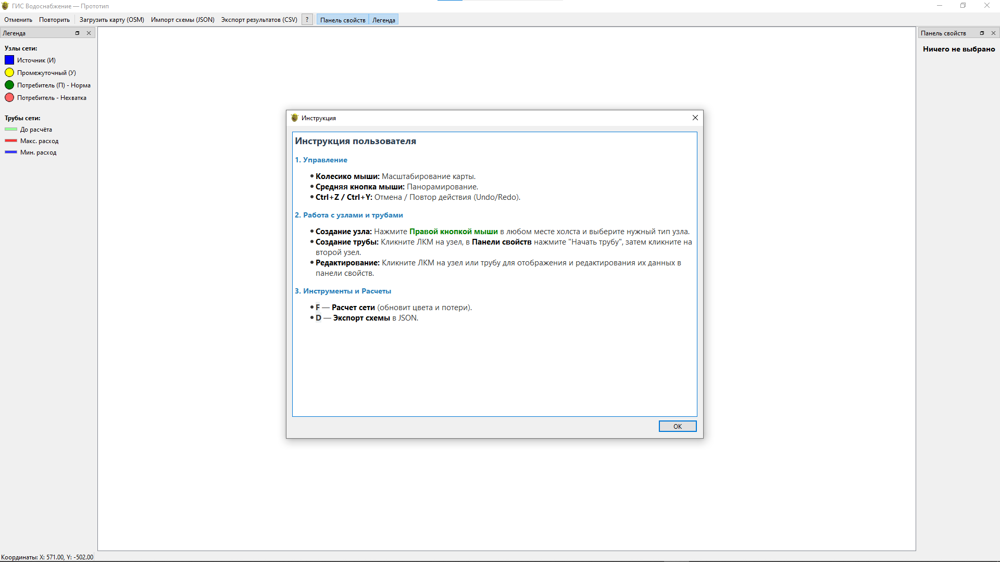 ГИС Водоснабжение — Прототип
Отменить Повторить Загрузить карту (OSM) Импорт схемы (JSON) Экспорт результатов (CSV) ? Панель свойств Легенда
Легенда
Узлы сети:
Источник (И)
Промежуточный (У)
Потребитель (П) - Норма
Потребитель - Нехватка
Трубы сети:
До расчёта
Макс. расход
Мин. расход
Инструкция
Инструкция пользователя
1. Управление
• Колесико мыши: Масштабирование карты.
• Средняя кнопка мыши: Панорамирование.
• Ctrl+Z / Ctrl+Y: Отмена / Повтор действия (Undo/Redo).
2. Работа с узлами и трубами
• Создание узла: Нажмите Правой кнопкой мыши в любом месте холста и выберите нужный тип узла.
• Создание трубы: Кликните ЛКМ на узел, в Панели свойств нажмите "Начать трубу", затем кликните на
второй узел.
• Редактирование: Кликните ЛКМ на узел или трубу для отображения и редактирования их данных в
панели свойств.
3. Инструменты и Расчеты
• F — Расчет сети (обновит цвета и потери).
• D — Экспорт схемы в JSON.
OK
Панель свойств
Ничего не выбрано
Координаты: X: 571.00, Y: -502.00